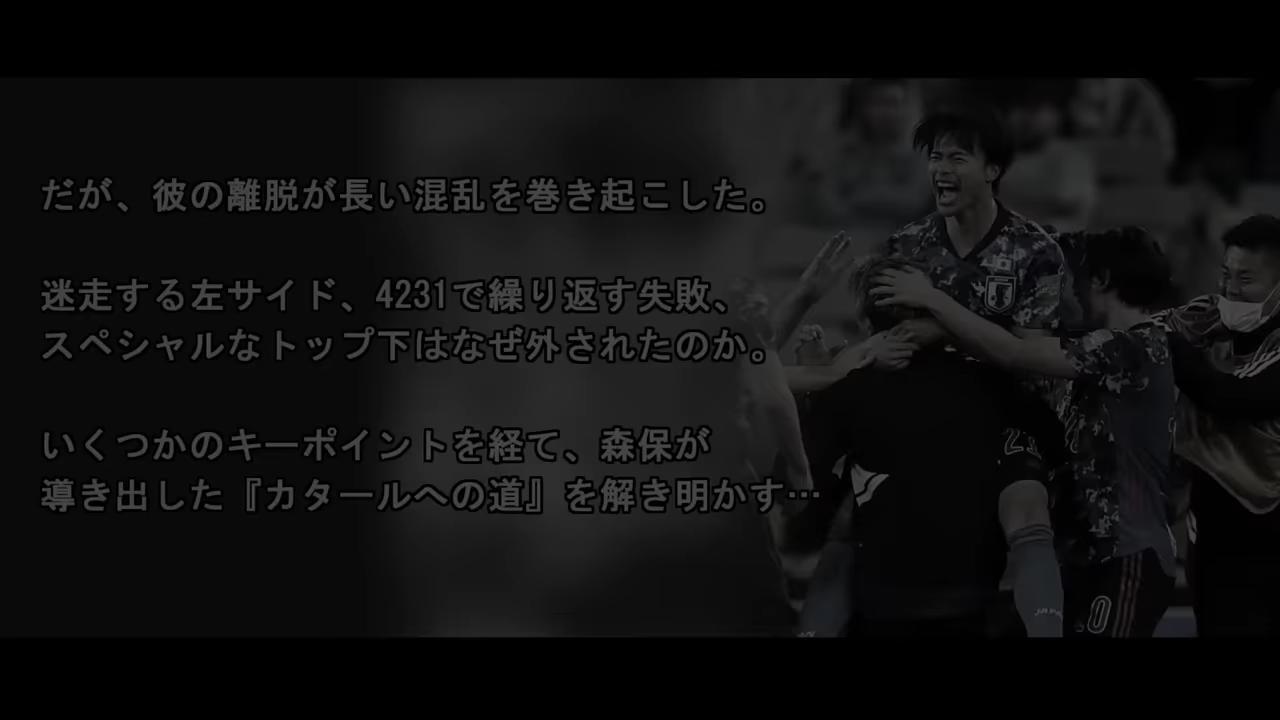 だが、彼の離脱が長い混乱を巻き起こした。
迷走する左サイド、4231で繰り返す失敗、
スペシャルなトップ下はなぜ外されたのか。
いくつかのキーポイントを経て、森保が
導き出した『カタールへの道』を解き明かす…
21
0